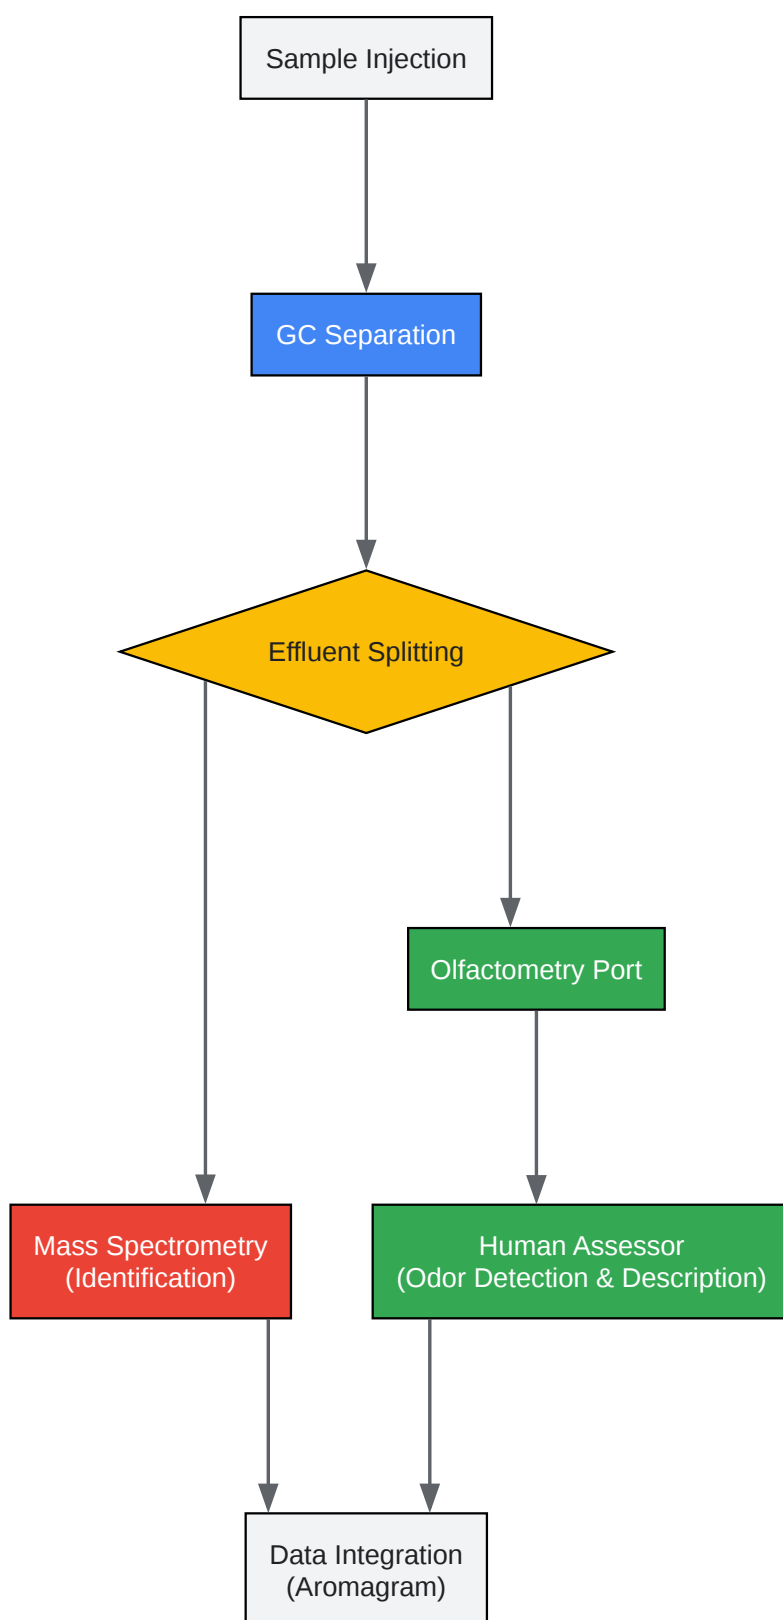 Sample Injection
GC Separation
Effluent Splitting
Olfactometry Port
Mass Spectrometry
(Identification)
Human Assessor
(Odor Detection & Description)
Data Integration
(Aromagram)